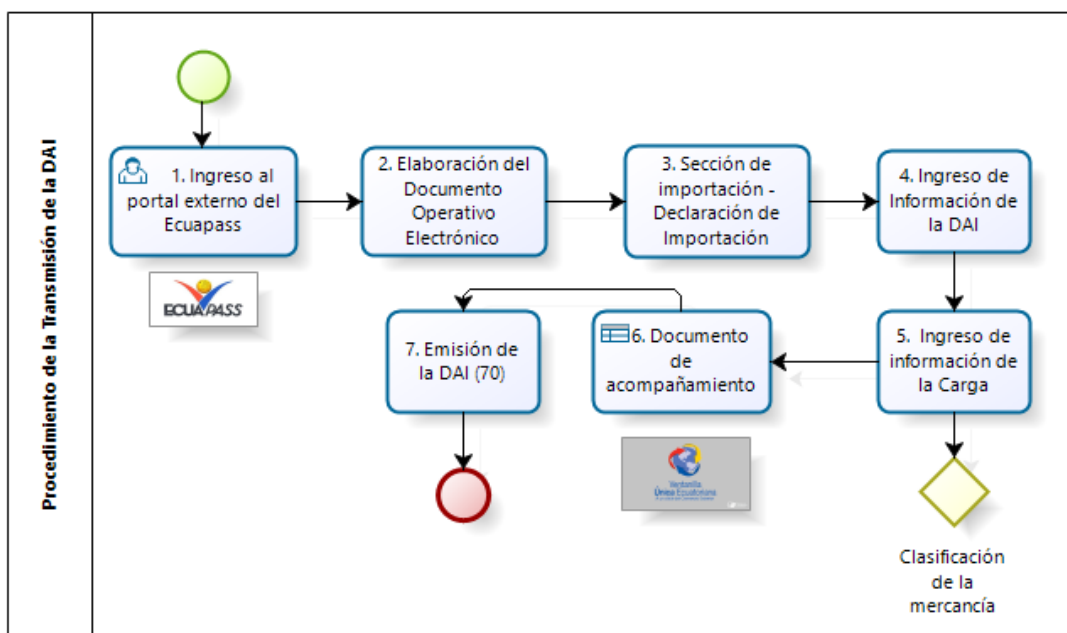 Procedimiento de la Transmisión de la DAI
1. Ingreso al
portal externo del
Ecuapass
2. Elaboración del
Documento
Operativo
Electrónico
3. Sección de
importación -
Declaración de
Importación
4. Ingreso de
Información de
la DAI
ECUAPASS
7. Emisión de
la DAI (70)
6. Documento
de
acompañamiento
5. Ingreso de
información de
la Carga
Ventanilla
Única Ecuatoriana
Clasificación
de la
mercancía